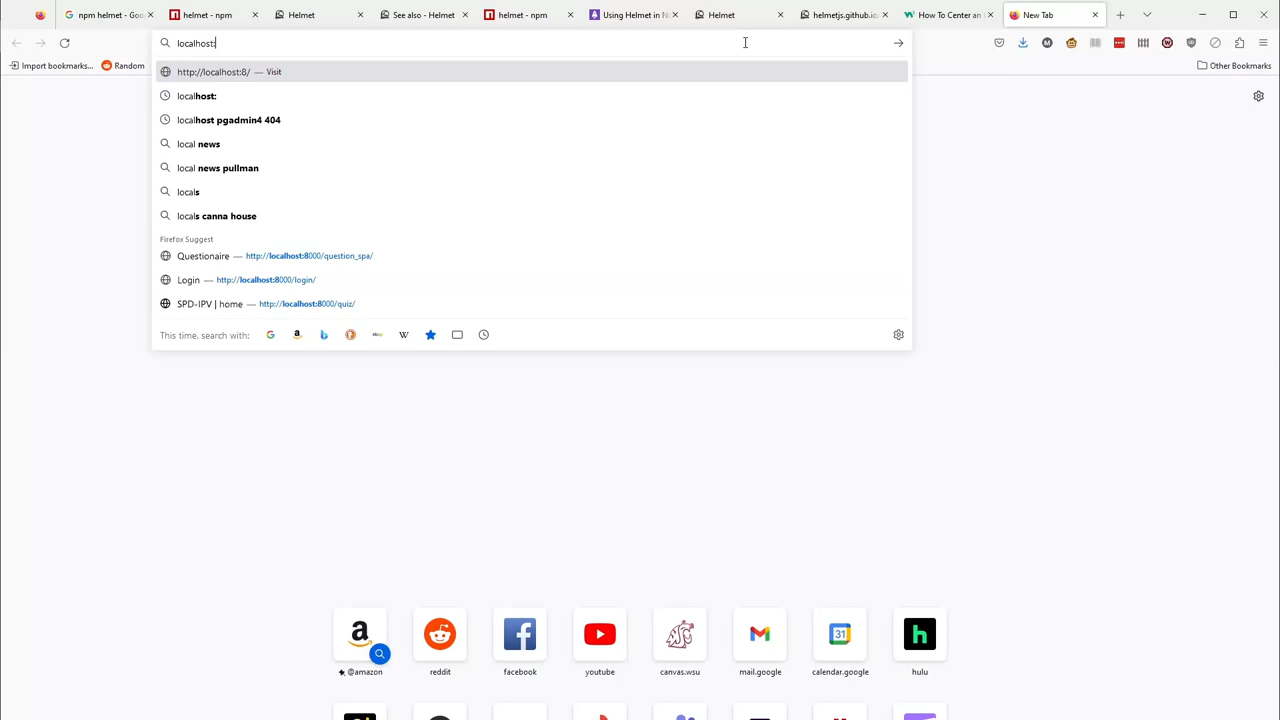 npm helmet - Goo
helmet - npm
Helmet
See also - Helmet
helmet - npm
Using Helmet in No
Helmet
helmetjs.github.io/
How To Center an I
New Tab
localhost:
Import bookmarks...
Random
Other Bookmarks
http://localhost:8/ — Visit
localhost:
localhost pgadmin4 404
local news
local news pullman
locals
locals canna house
Firefox Suggest
Questionaire — http://localhost:8000/question_spa/
Login — http://localhost:8000/login/
SPD-IPV | home — http://localhost:8000/quiz/
This time, search with:
@amazon
reddit
facebook
youtube
canvas.wsu
mail.google
calendar.google
hulu